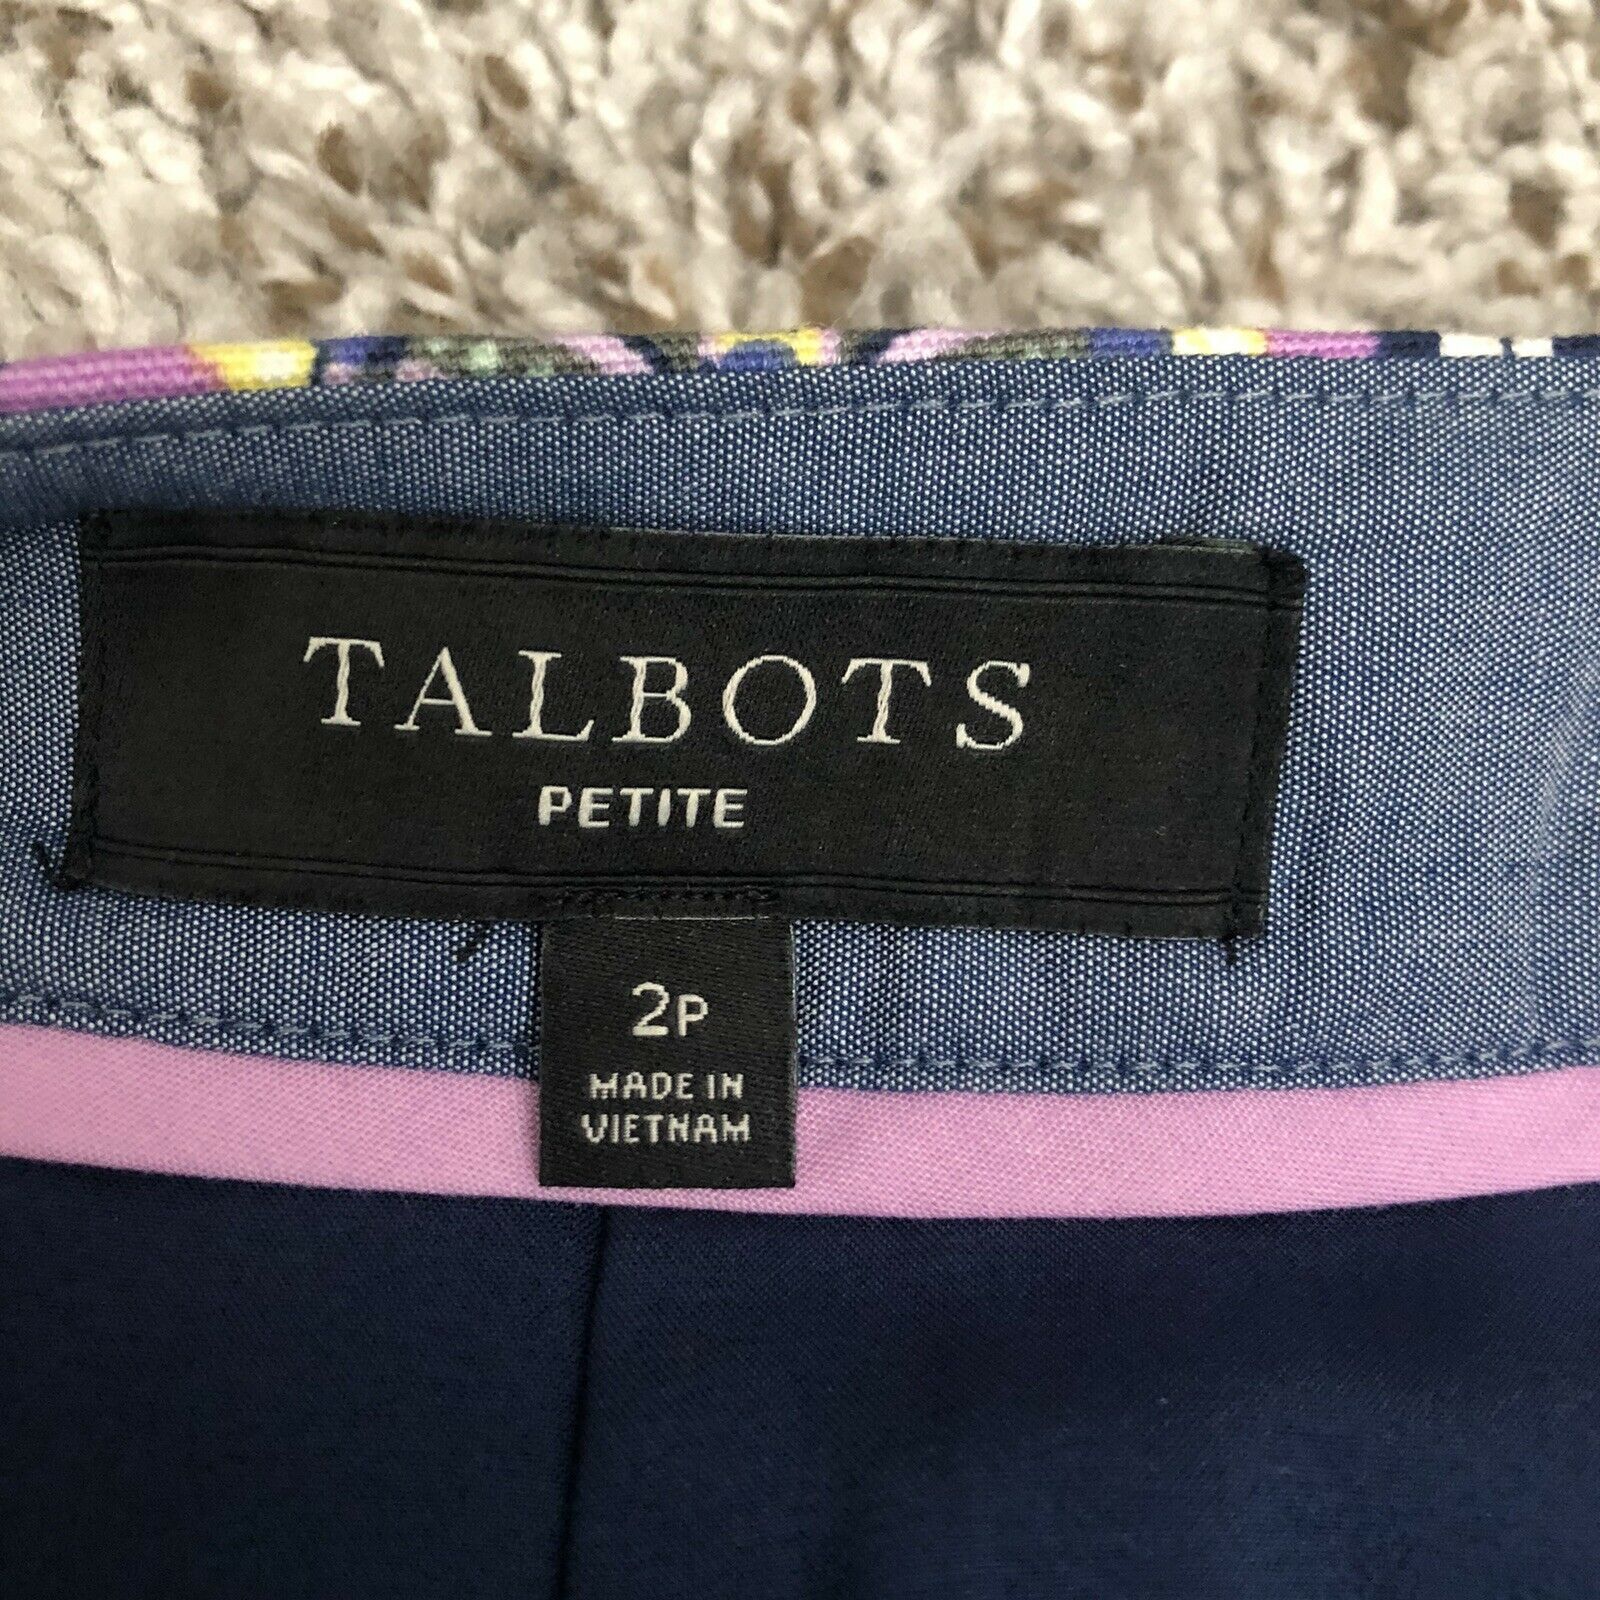 TALBOTS
PETITE
2P
MADE IN
VIETNAM